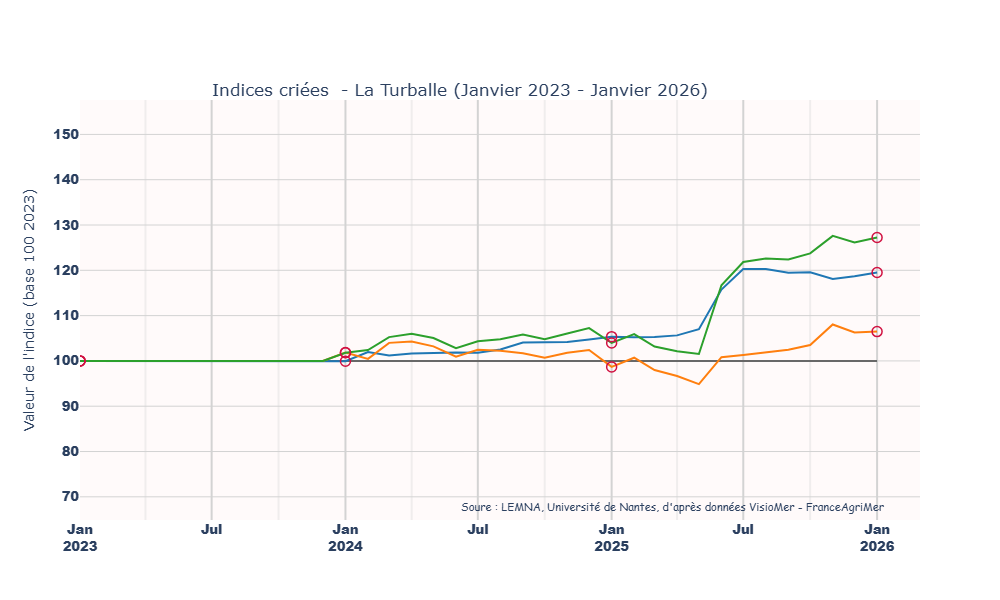 Indices criées  - La Turballe (Janvier 2023 - Janvier 2026)
Valeur de l'indice (base 100 2023)
150
140
130
120
110
100
90
80
70
Soure : LEMNA, Université de Nantes, d'après données VisioMer - FranceAgriMer
Jan Jul Jan Jul Jan Jul Jan
2023 2024 2025 2026